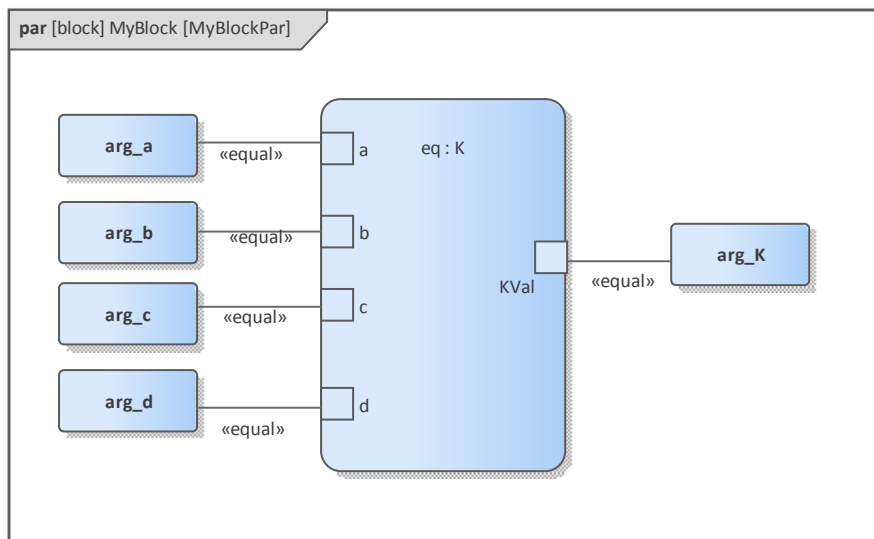 par [block] MyBlock [MyBlockPar]
arg_a
«equal»
a
eq : K
arg_b
«equal»
b
KVal
«equal»
arg_K
arg_c
«equal»
c
arg_d
«equal»
d